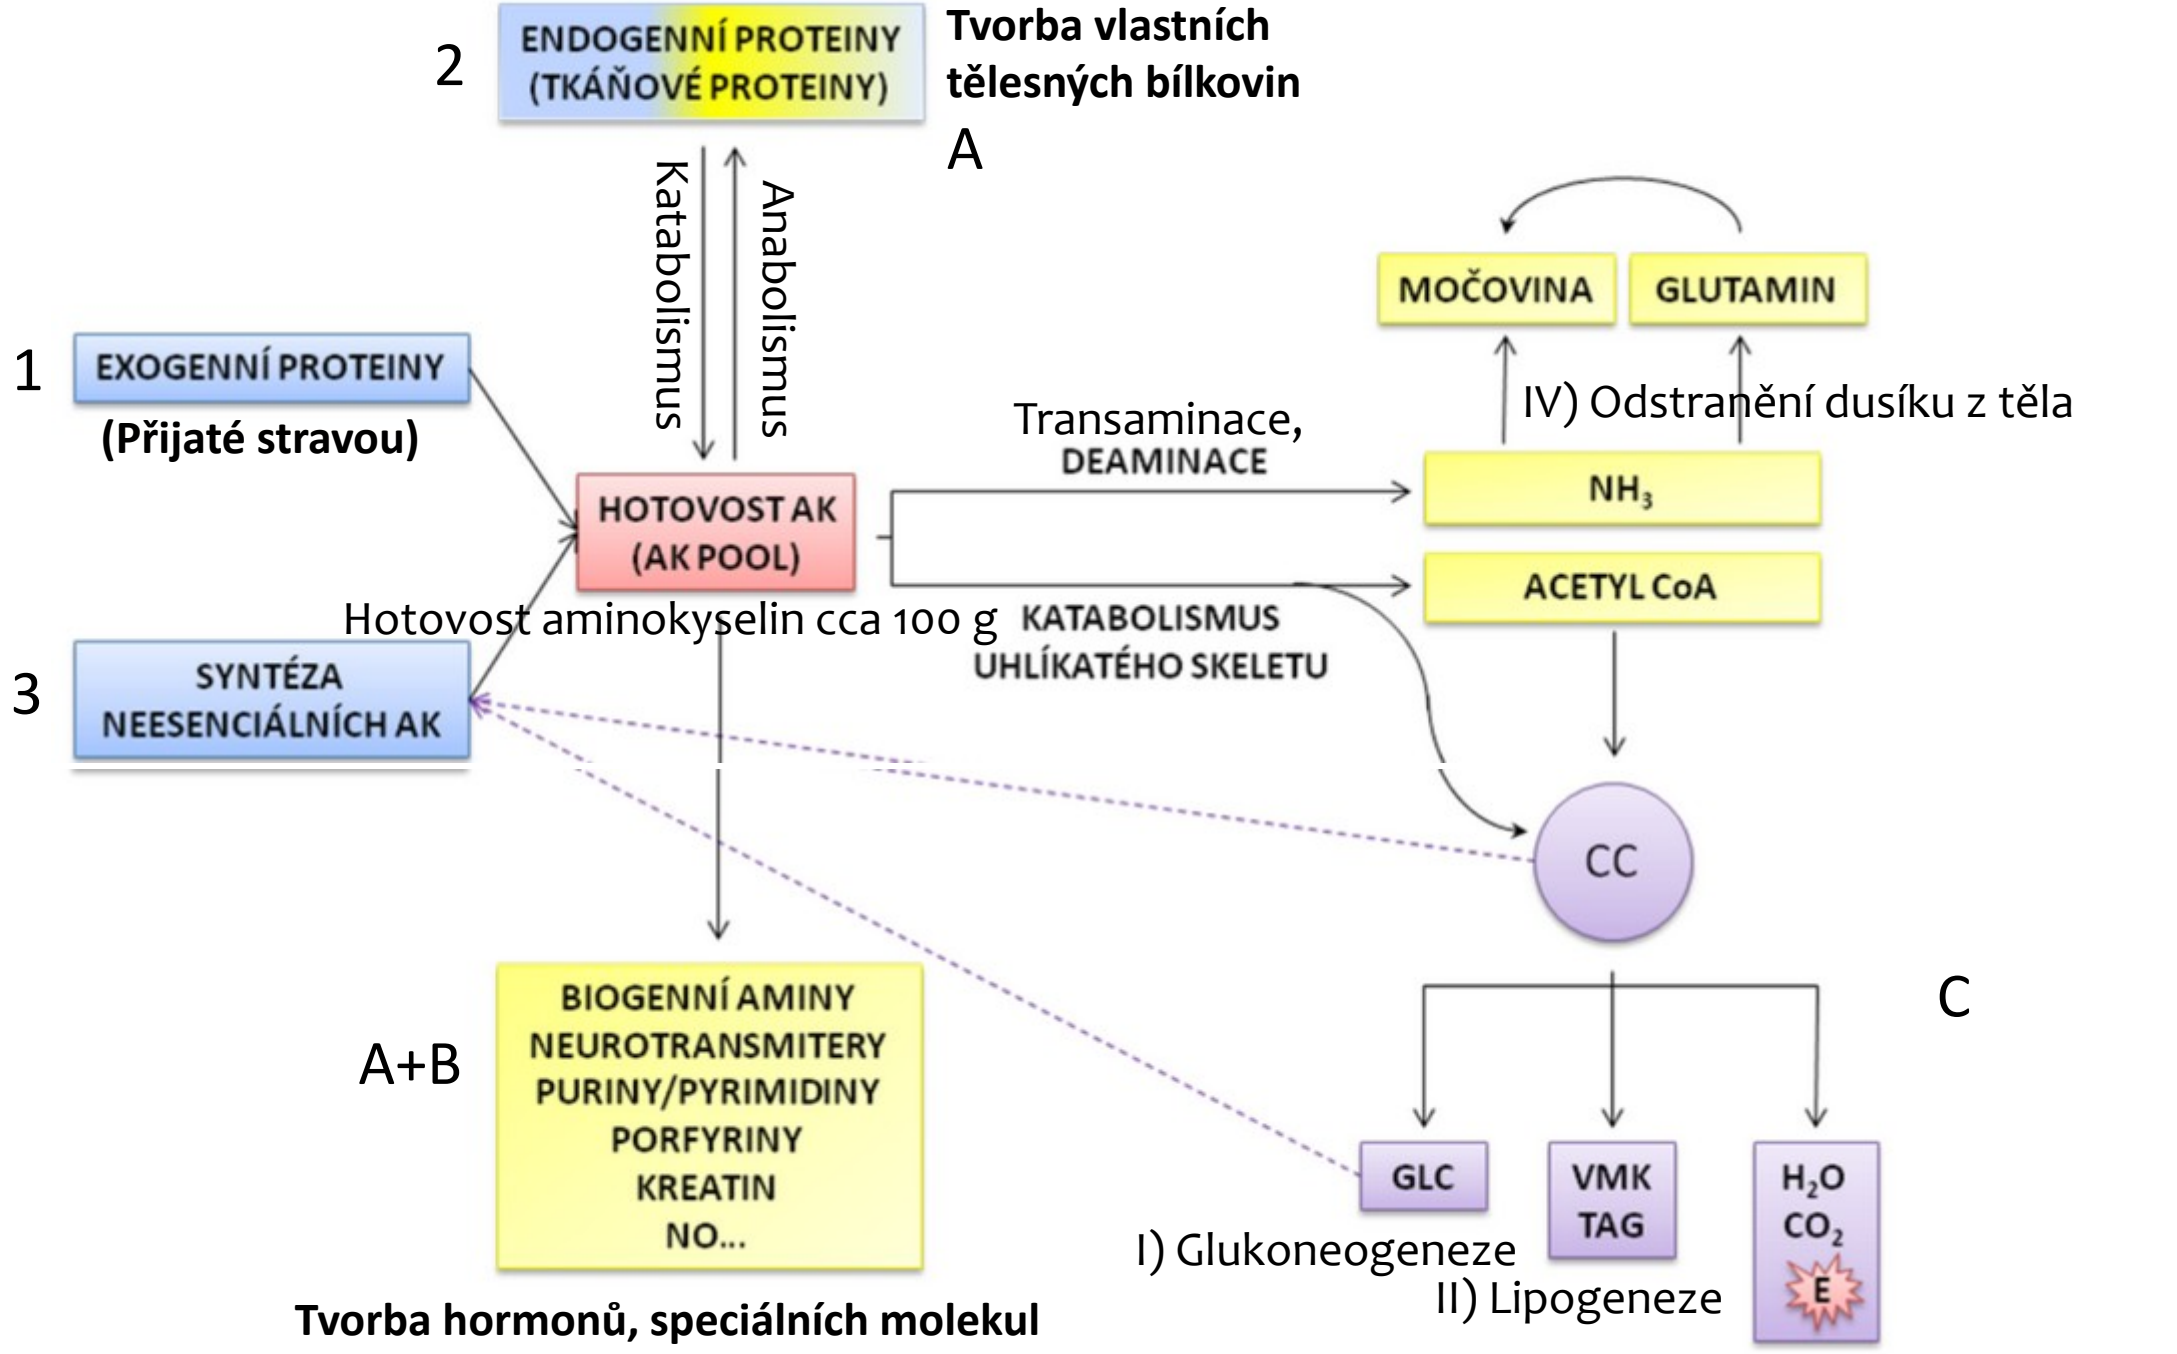 2
ENDOGENNÍ PROTEINY
(TKÁŇOVÉ PROTEINY)
Tvorba vlastních
tělesných bílkovin
A
Katabolismus
Anabolismus
MOČOVINA
GLUTAMIN
1
EXOGENNÍ PROTEINY
(Přijaté stravou)
Transaminace,
DEAMINACE
IV) Odstranění dusíku z těla
HOTOVOST AK
(AK POOL)
NH₃
ACETYL CoA
Hotovost aminokyselin cca 100 g
KATABOLISMUS
UHLÍKATÉHO SKELETU
3
SYNTÉZA
NEESENCIÁLNÍCH AK
CC
C
A+B
BIOGENNÍ AMINY
NEUROTRANSMITERY
PURINY/PYRIMIDINY
PORFYRINY
KREATIN
NO...
GLC
VMK
TAG
H₂O
CO₂
E
I) Glukoneogeneze
II) Lipogeneze
Tvorba hormonů, speciálních molekul